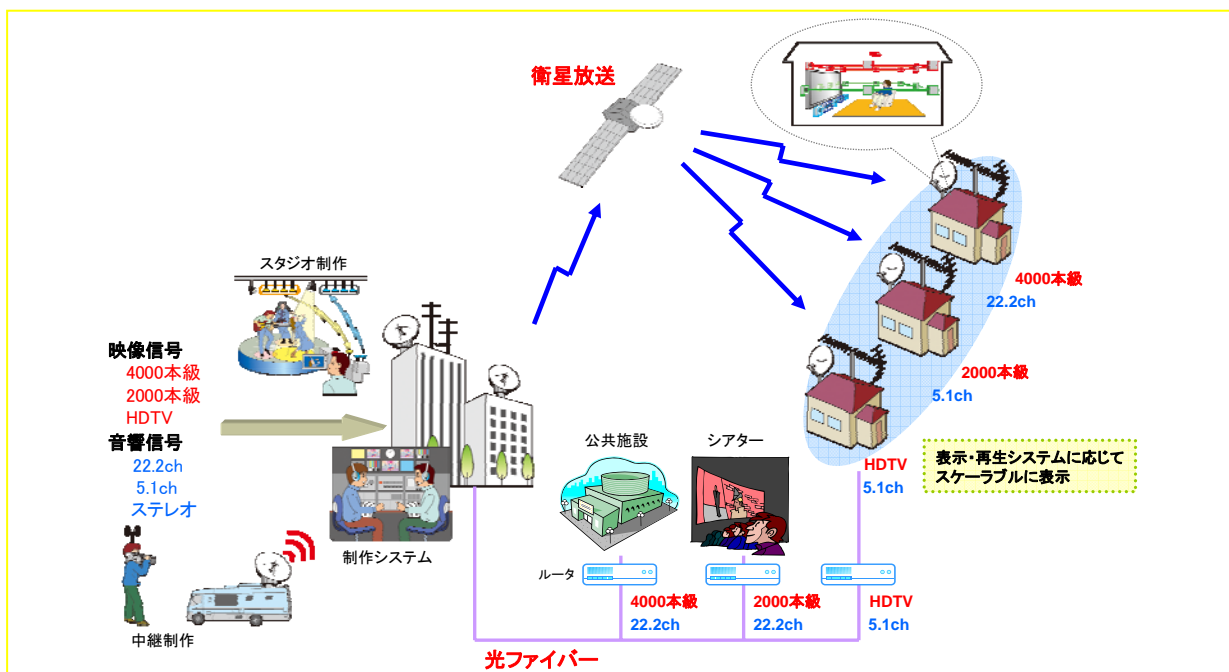 衛星放送
スタジオ制作
映像信号
4000本級
2000本級
HDTV
音響信号
22.2ch
5.1ch
ステレオ
中継制作
制作システム
4000本級
22.2ch
2000本級
5.1ch
HDTV
5.1ch
表示・再生システムに応じて
スケーラブルに表示
公共施設
シアター
ルータ
4000本級
22.2ch
2000本級
22.2ch
HDTV
5.1ch
光ファイバー